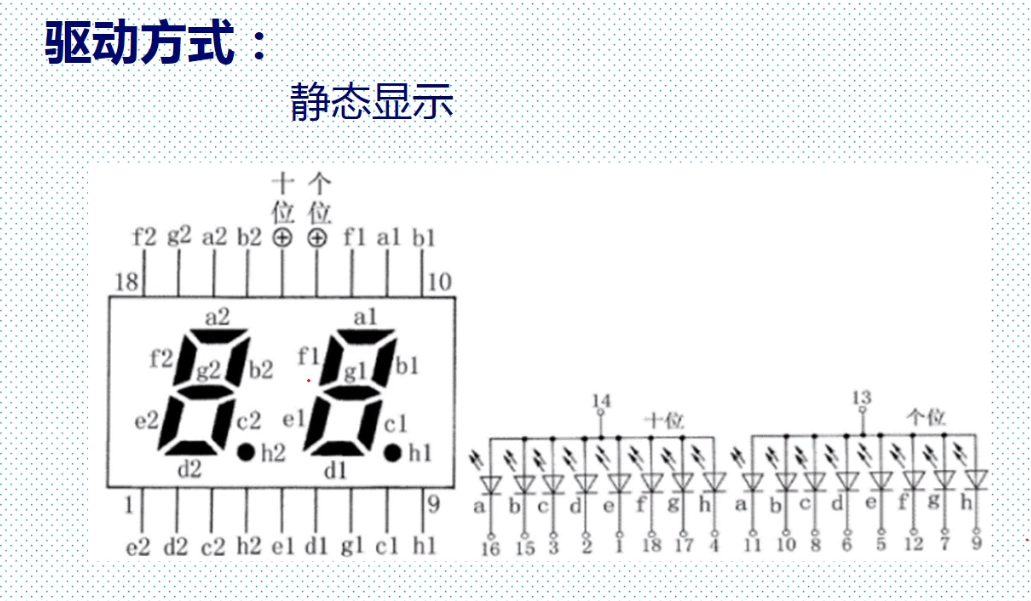 驱动方式：
静态显示
十 个
位 位
f2 g2 a2 b2 ⊕ ⊕ f1 a1 b1
18 10
a2 a1
f2 g2 b2 f1 g1 b1
e2 c2 e1 c1
h2 h1
d2 d1
1 9
e2 d2 c2 h2 e1 d1 g1 c1 h1
14 十位
a b c d e f g h
16 15 3 2 1 18 17 4
13 个位
a b c d e f g h
11 10 8 6 5 12 7 9